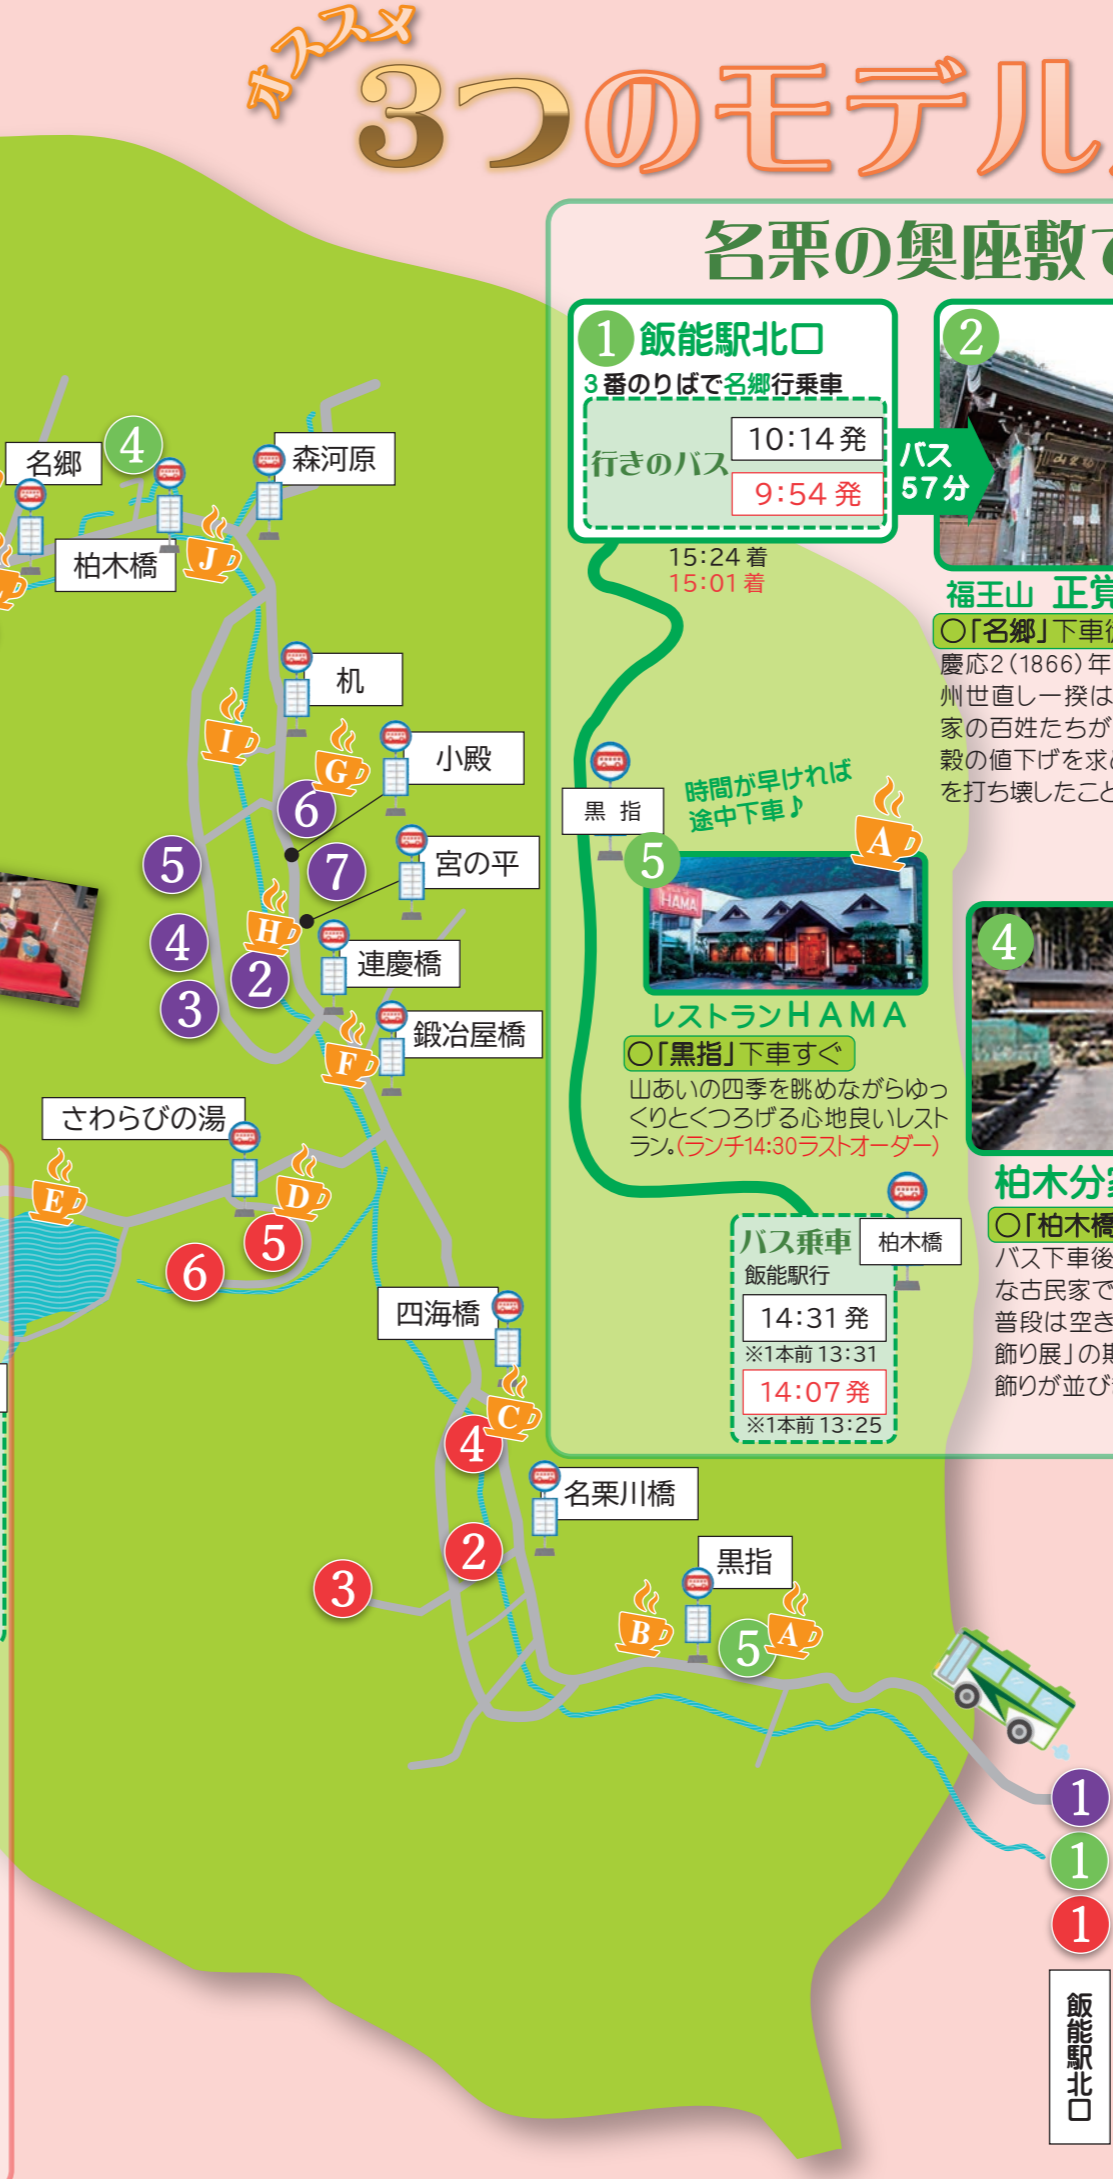 オススメ
3つのモデル
名栗の奥座敷で
1 飯能駅北口
3番のりばで名郷行乗車
行きのバス
10:14発
9:54発
バス
57分
15:24着
15:01着
2
福王山 正覚
○「名郷」下車後
慶応2(1866)年
州世直し一揆は
家の百姓たちが
穀の値下げを求め
を打ち壊したこと
黒指
時間が早ければ
途中下車♪
A
5
HAMA
レストランHAMA
○「黒指」下車すぐ
山あいの四季を眺めながらゆっ
くりとくつろげる心地良いレスト
ラン。(ランチ14:30ラストオーダー)
4
柏木分家
○「柏木橋
バス下車後
な古民家で
普段は空き
飾り展」の期
飾りが並び
バス乗車
飯能駅行
14:31発
※1本前 13:31
14:07発
※1本前 13:25
柏木橋
名郷
4
森河原
柏木橋
J
机
I
G
小殿
6
5
7
宮の平
4
H
2
連慶橋
3
F
鍛冶屋橋
さわらびの湯
E
D
5
6
四海橋
C
4
名栗川橋
2
3
黒指
B
5
A
1
1
1
飯能駅北口